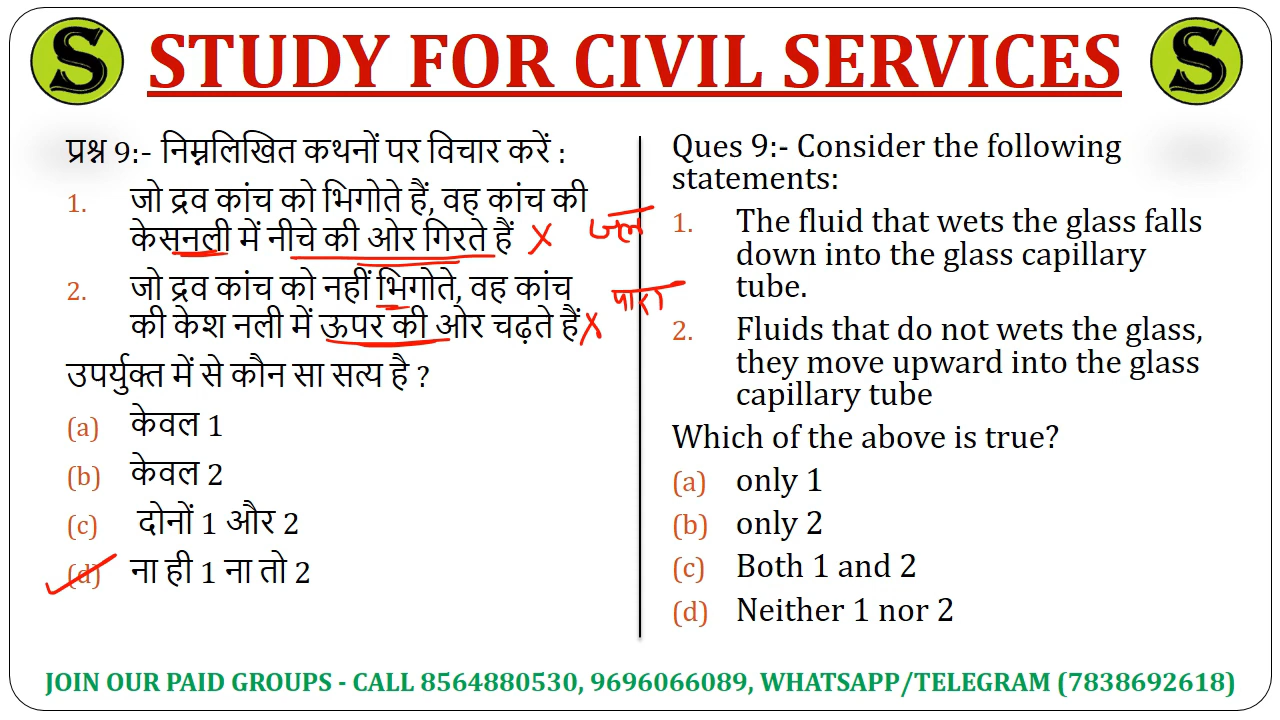 STUDY FOR CIVIL SERVICES
प्रश्न 9:- निम्नलिखित कथनों पर विचार करें :
1. जो द्रव कांच को भिगोते हैं, वह कांच की
केसनली में नीचे की ओर गिरते हैं X जल
2. जो द्रव कांच को नहीं भिगोते, वह कांच
की केश नली में ऊपर की ओर चढ़ते हैं X पारा
उपर्युक्त में से कौन सा सत्य है ?
(a) केवल 1
(b) केवल 2
(c) दोनों 1 और 2
(d) ना ही 1 ना तो 2
Ques 9:- Consider the following
statements:
1. The fluid that wets the glass falls
down into the glass capillary
tube.
2. Fluids that do not wets the glass,
they move upward into the glass
capillary tube
Which of the above is true?
(a) only 1
(b) only 2
(c) Both 1 and 2
(d) Neither 1 nor 2
JOIN OUR PAID GROUPS - CALL 8564880530, 9696066089, WHATSAPP/TELEGRAM (7838692618)